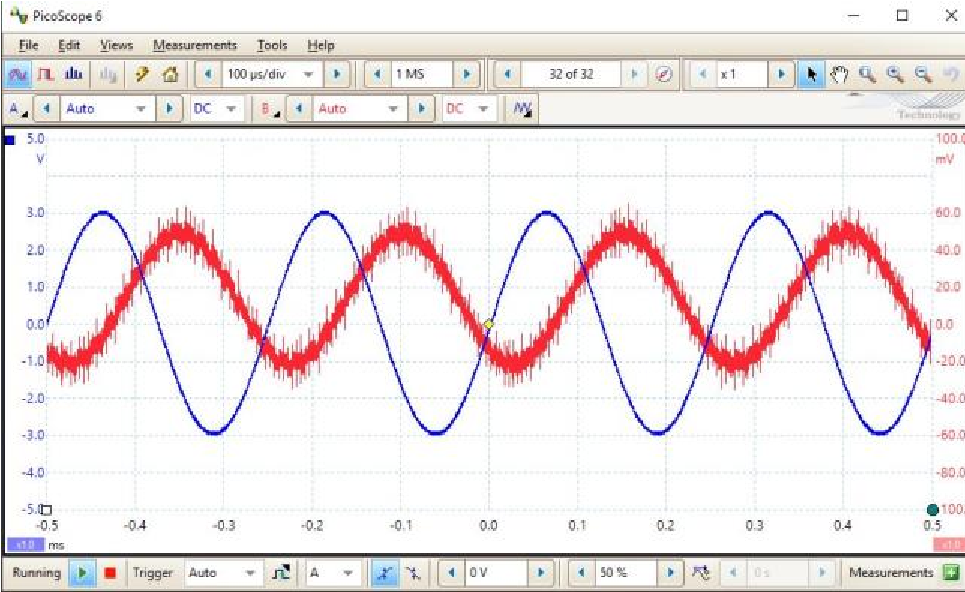 PicoScope 6
File Edit Views Measurements Tools Help
100 µs/div 1 MS 32 of 32 x 1
A Auto DC B Auto DC
Technology
5.0 100.0
V mV
3.0 60.0
2.0 40.0
1.0 20.0
0.0 0.0
-1.0 -20.0
-2.0 -40.0
-3.0 -60.0
-4.0 -80.0
-5.0 -100.
-0.5 -0.4 -0.3 -0.2 -0.1 0.0 0.1 0.2 0.3 0.4 0.5
x1.0 ms x1.0
Running Trigger Auto A 0 V 50 % 0 s Measurements